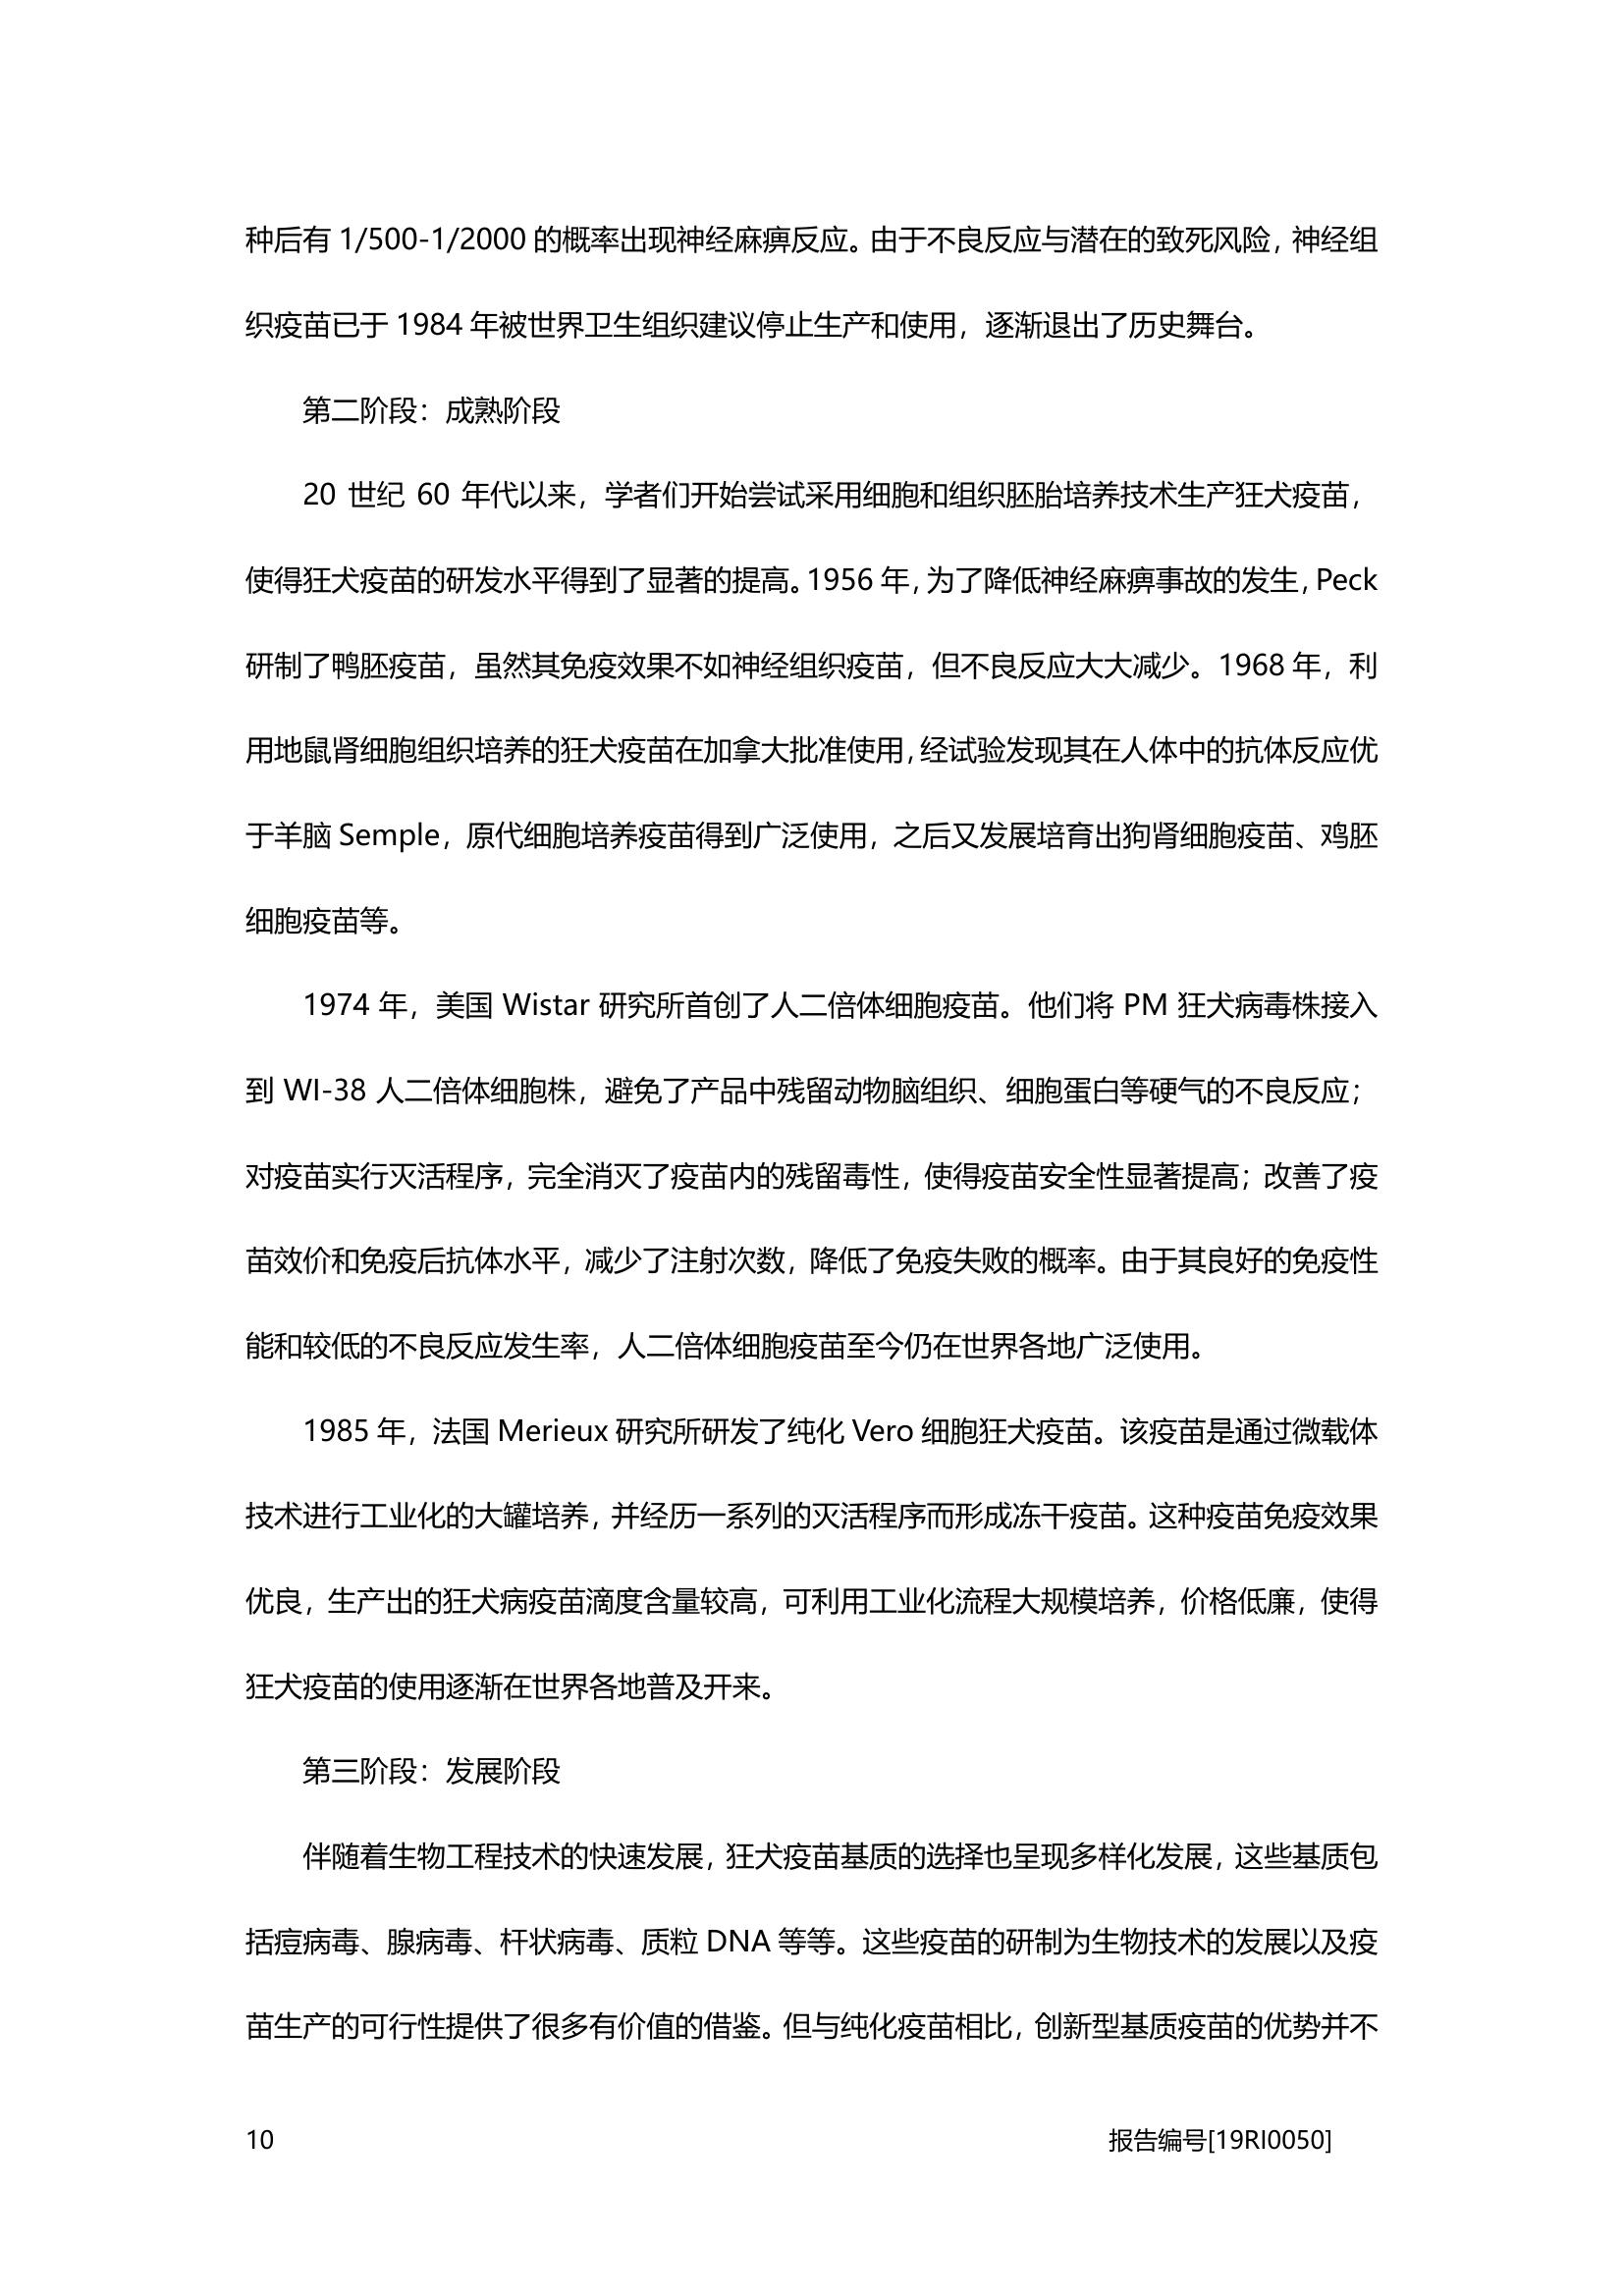 种后有 1/500-1/2000 的概率出现神经麻痹反应。由于不良反应与潜在的致死风险，神经组
织疫苗已于 1984 年被世界卫生组织建议停止生产和使用，逐渐退出了历史舞台。
第二阶段：成熟阶段
20 世纪 60 年代以来，学者们开始尝试采用细胞和组织胚胎培养技术生产狂犬疫苗，
使得狂犬疫苗的研发水平得到了显著的提高。1956 年，为了降低神经麻痹事故的发生，Peck
研制了鸭胚疫苗，虽然其免疫效果不如神经组织疫苗，但不良反应大大减少。1968 年，利
用地鼠肾细胞组织培养的狂犬疫苗在加拿大批准使用，经试验发现其在人体中的抗体反应优
于羊脑 Semple，原代细胞培养疫苗得到广泛使用，之后又发展培育出狗肾细胞疫苗、鸡胚
细胞疫苗等。
1974 年，美国 Wistar 研究所首创了人二倍体细胞疫苗。他们将 PM 狂犬病毒株接入
到 WI-38 人二倍体细胞株，避免了产品中残留动物脑组织、细胞蛋白等硬气的不良反应；
对疫苗实行灭活程序，完全消灭了疫苗内的残留毒性，使得疫苗安全性显著提高；改善了疫
苗效价和免疫后抗体水平，减少了注射次数，降低了免疫失败的概率。由于其良好的免疫性
能和较低的不良反应发生率，人二倍体细胞疫苗至今仍在世界各地广泛使用。
1985 年，法国 Merieux 研究所研发了纯化 Vero 细胞狂犬疫苗。该疫苗是通过微载体
技术进行工业化的大罐培养，并经历一系列的灭活程序而形成冻干疫苗。这种疫苗免疫效果
优良，生产出的狂犬病疫苗滴度含量较高，可利用工业化流程大规模培养，价格低廉，使得
狂犬疫苗的使用逐渐在世界各地普及开来。
第三阶段：发展阶段
伴随着生物工程技术的快速发展，狂犬疫苗基质的选择也呈现多样化发展，这些基质包
括痘病毒、腺病毒、杆状病毒、质粒 DNA 等等。这些疫苗的研制为生物技术的发展以及疫
苗生产的可行性提供了很多有价值的借鉴。但与纯化疫苗相比，创新型基质疫苗的优势并不
10 报告编号[19RI0050]